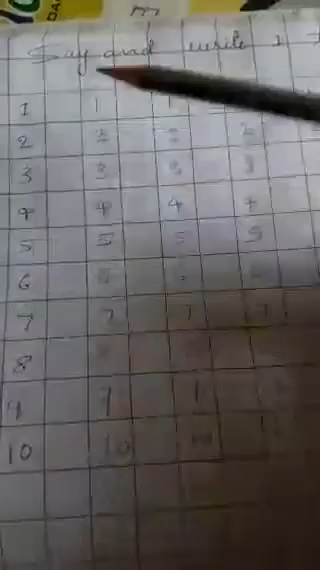 Say and write 1
1 1 1
2 2 2 2
3 3 3 3
4 4 4 4
5 5 5 5
6 6
7 7 7 7
8
9 9
10 10 10